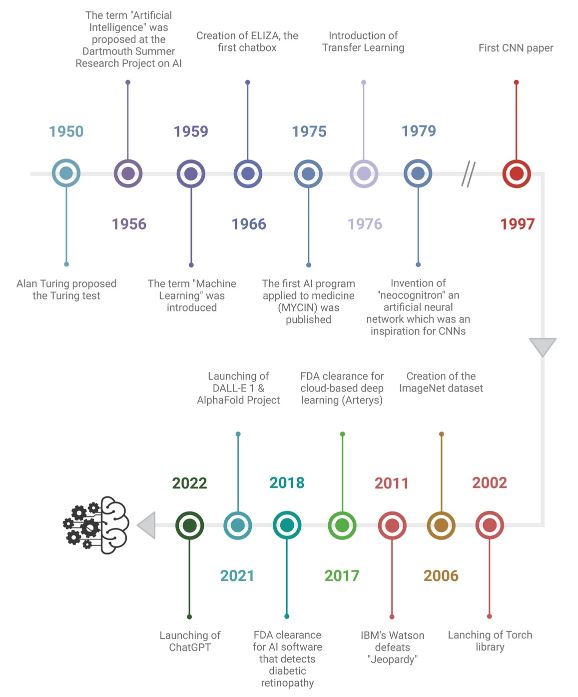 The term "Artificial
Intelligence" was
proposed at the
Dartmouth Summer
Research Project on AI
Creation of ELIZA, the
first chatbox
Introduction of
Transfer Learning
First CNN paper
1950
1959
1975
1979
1956
1966
1976
1997
Alan Turing proposed
the Turing test
The term "Machine
Learning" was
introduced
The first AI program
applied to medicine
(MYCIN) was
published
Invention of
"neocognitron" an
artificial neural
network which was an
inspiration for CNNs
Launching of
DALL-E 1 &
AlphaFold Project
FDA clearance for
cloud-based deep
learning (Arterys)
Creation of the
ImageNet dataset
2022
2018
2011
2002
2021
2017
2006
Launching of
ChatGPT
FDA clearance
for AI software
that detects
diabetic
retinopathy
IBM's Watson
defeats
"Jeopardy"
Lanching of Torch
library